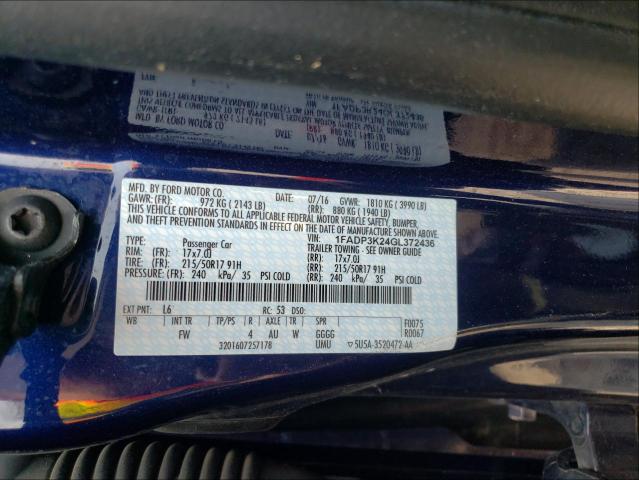 MFD. BY FORD MOTOR CO.
DATE: 07/16 GVWR: 1810 KG ( 3990 LB)
GAWR: (FR): 972 KG ( 2143 LB) (RR): 880 KG ( 1940 LB)
THIS VEHICLE CONFORMS TO ALL APPLICABLE FEDERAL MOTOR VEHICLE SAFETY, BUMPER,
AND THEFT PREVENTION STANDARDS IN EFFECT ON THE DATE OF MANUFACTURE SHOWN ABOVE.
VIN: 1FADP3K24GL372436
TYPE: Passenger Car TRAILER TOWING - SEE OWNER GUIDE
RIM: (FR): 17x7.0J (RR): 17x7.0J
TIRE: (FR): 215/50R17 91H (RR): 215/50R17 91H
PRESSURE: (FR): 240 kPa/ 35 PSI COLD (RR): 240 kPa/ 35 PSI COLD
EXT PNT: L6 RC: 53 DSO:
WB INT TR TP/PS R AXLE TR SPR F0075
FW 4 AU W GGGG R0067
3201607257178 UMU ▽5U5A-3520472-AA